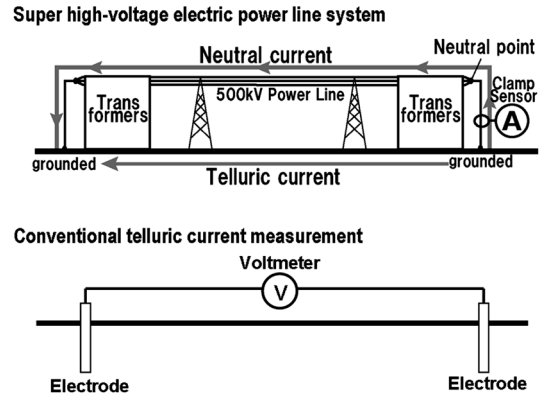 Super high-voltage electric power line system
Neutral current
Neutral point
Trans
formers
500kV Power Line
Trans
formers
Clamp
Sensor
A
grounded
Telluric current
grounded
Conventional telluric current measurement
Voltmeter
V
Electrode
Electrode